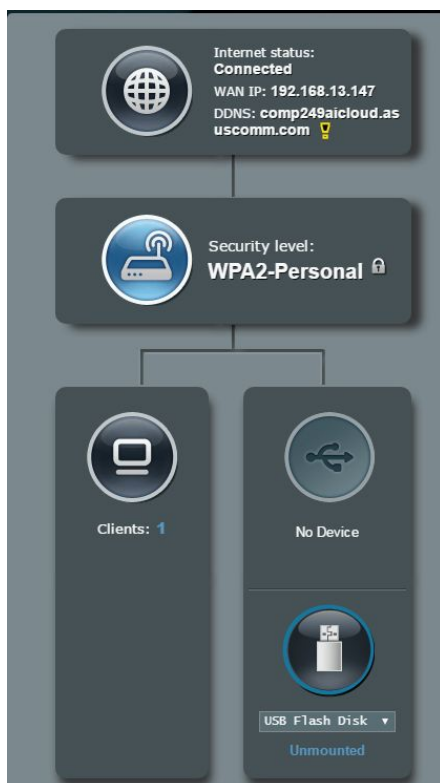 Internet status:
Connected
WAN IP: 192.168.13.147
DDNS: comp249aicloud.as
uscomm.com
Security level:
WPA2-Personal
Clients: 1
No Device
USB Flash Disk
Unmounted